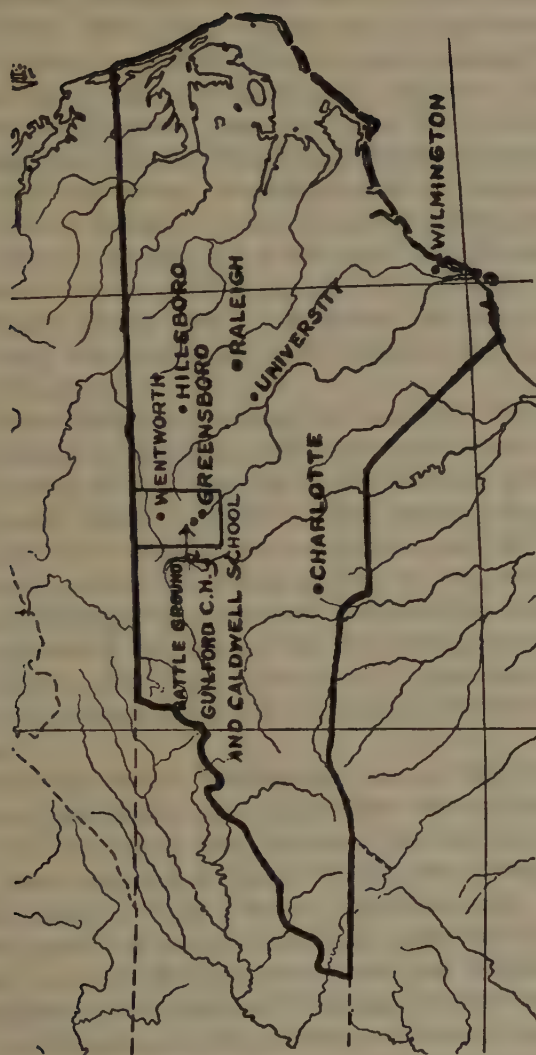 WENTWORTH
HILLSBORO
GREENSBORO
RALEIGH
UNIVERSITY
WILMINGTON
BATTLE GROUND
GUILFORD C.H.
AND CALDWELL SCHOOL
CHARLOTTE